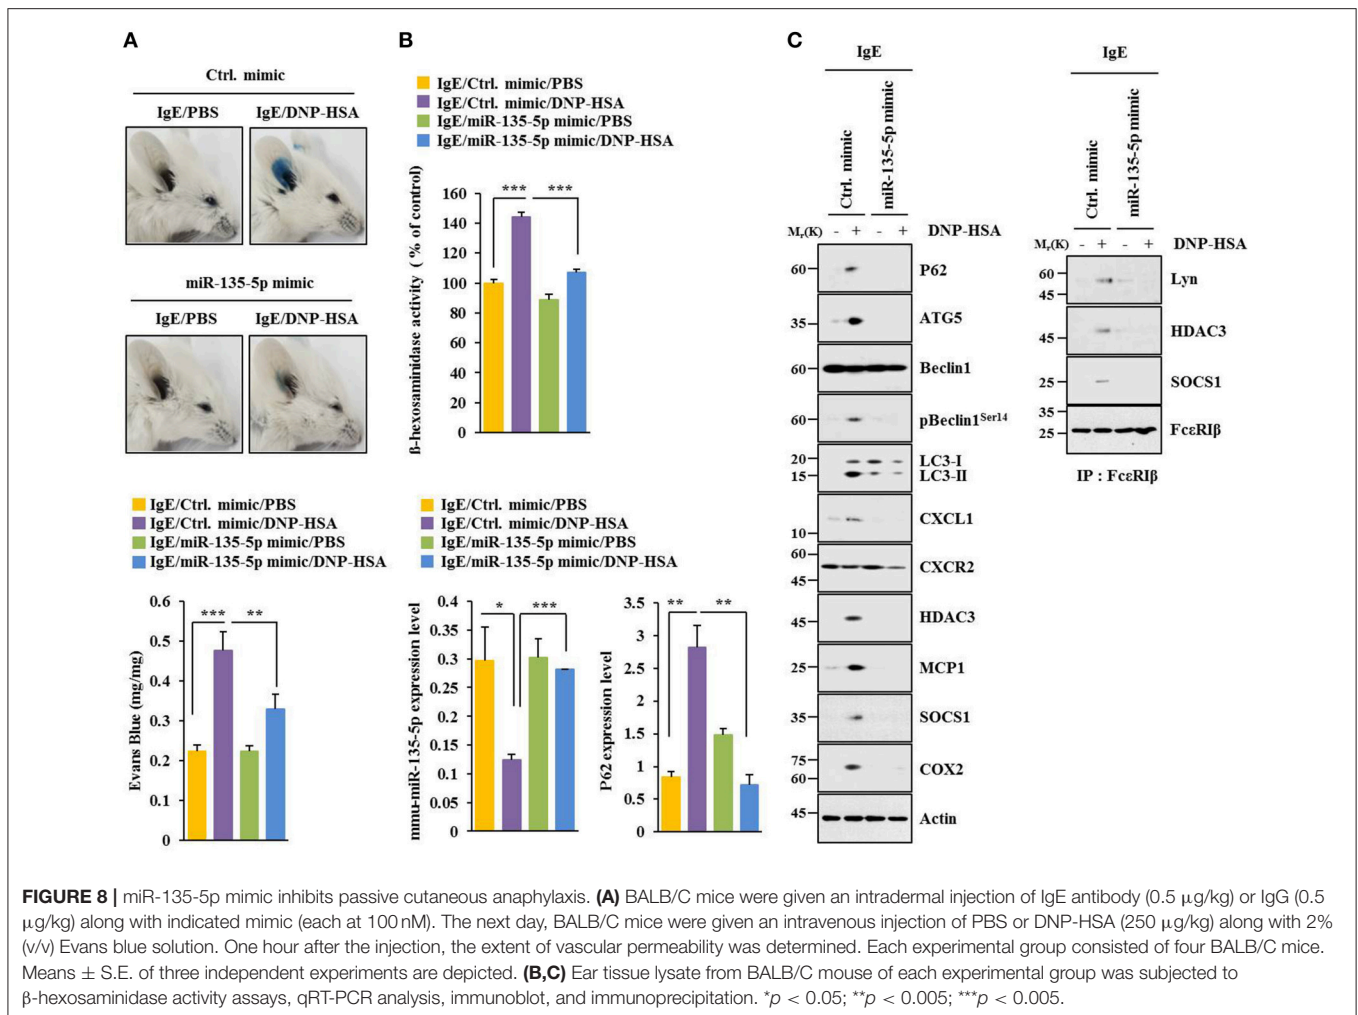 A
Ctrl. mimic
IgE/PBS IgE/DNP-HSA
miR-135-5p mimic
IgE/PBS IgE/DNP-HSA
IgE/Ctrl. mimic/PBS
IgE/Ctrl. mimic/DNP-HSA
IgE/miR-135-5p mimic/PBS
IgE/miR-135-5p mimic/DNP-HSA
Evans Blue (mg/mg)
0.6
0.5
0.4
0.3
0.2
0.1
0
*** **
B
IgE/Ctrl. mimic/PBS
IgE/Ctrl. mimic/DNP-HSA
IgE/miR-135-5p mimic/PBS
IgE/miR-135-5p mimic/DNP-HSA
ß-hexosaminidase activity ( % of control)
160
140
120
100
80
60
40
20
0
*** ***
IgE/Ctrl. mimic/PBS
IgE/Ctrl. mimic/DNP-HSA
IgE/miR-135-5p mimic/PBS
IgE/miR-135-5p mimic/DNP-HSA
mmu-miR-135-5p expression level
0.4
0.35
0.3
0.25
0.2
0.15
0.1
0.05
0
* ***
P62 expression level
3.5
3
2.5
2
1.5
1
0.5
0
** **
C
IgE
Ctrl. mimic
miR-135-5p mimic
Mr(K) - + - + DNP-HSA
60 P62
35 ATG5
60 Beclin1
60 pBeclin1Ser14
20 LC3-I
15 LC3-II
CXCL1
10
60
CXCR2
45
45 HDAC3
25 MCP1
35 SOCS1
75
COX2
60
45 Actin
IgE
Ctrl. mimic
miR-135-5p mimic
Mr(K) - + - + DNP-HSA
60
Lyn
45
HDAC3
45
25 SOCS1
35
FcεRIβ
25
IP : FcεRIβ
FIGURE 8 | miR-135-5p mimic inhibits passive cutaneous anaphylaxis. (A) BALB/C mice were given an intradermal injection of IgE antibody (0.5 μg/kg) or IgG (0.5
μg/kg) along with indicated mimic (each at 100 nM). The next day, BALB/C mice were given an intravenous injection of PBS or DNP-HSA (250 μg/kg) along with 2%
(v/v) Evans blue solution. One hour after the injection, the extent of vascular permeability was determined. Each experimental group consisted of four BALB/C mice.
Means ± S.E. of three independent experiments are depicted. (B,C) Ear tissue lysate from BALB/C mouse of each experimental group was subjected to
β-hexosaminidase activity assays, qRT-PCR analysis, immunoblot, and immunoprecipitation. *p < 0.05; **p < 0.005; ***p < 0.005.